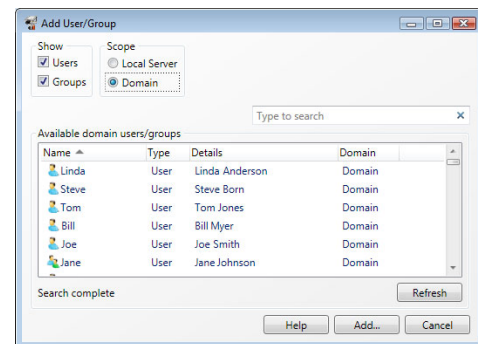 Add User/Group
Show
Scope
Users
Local Server
Groups
Domain
Type to search
Available domain users/groups
Name Type Details Domain
Linda User Linda Anderson Domain
Steve User Steve Born Domain
Tom User Tom Jones Domain
Bill User Bill Myer Domain
Joe User Joe Smith Domain
Jane User Jane Johnson Domain
Search complete
Refresh
Help Add... Cancel